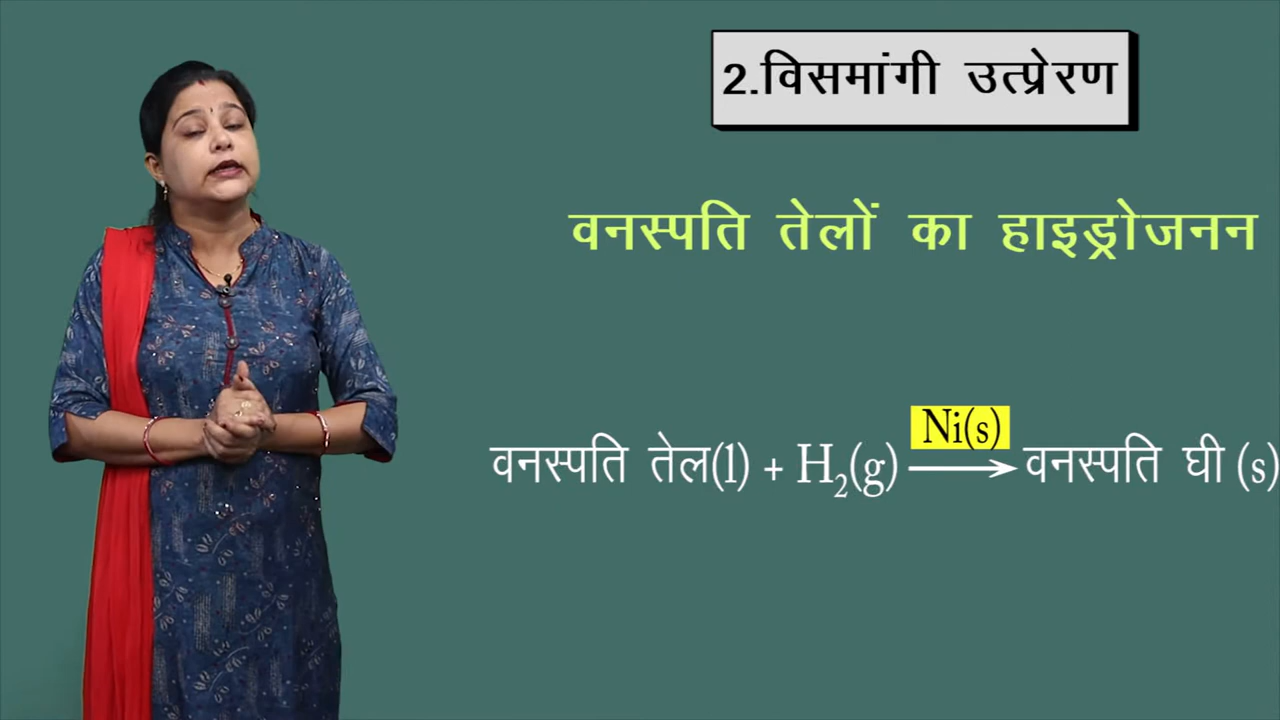 2.विसमांगी उत्प्रेरण
वनस्पति तेलों का हाइड्रोजनन
Ni(s)
वनस्पति तेल(l) + H₂(g) ⟶ वनस्पति घी (s)